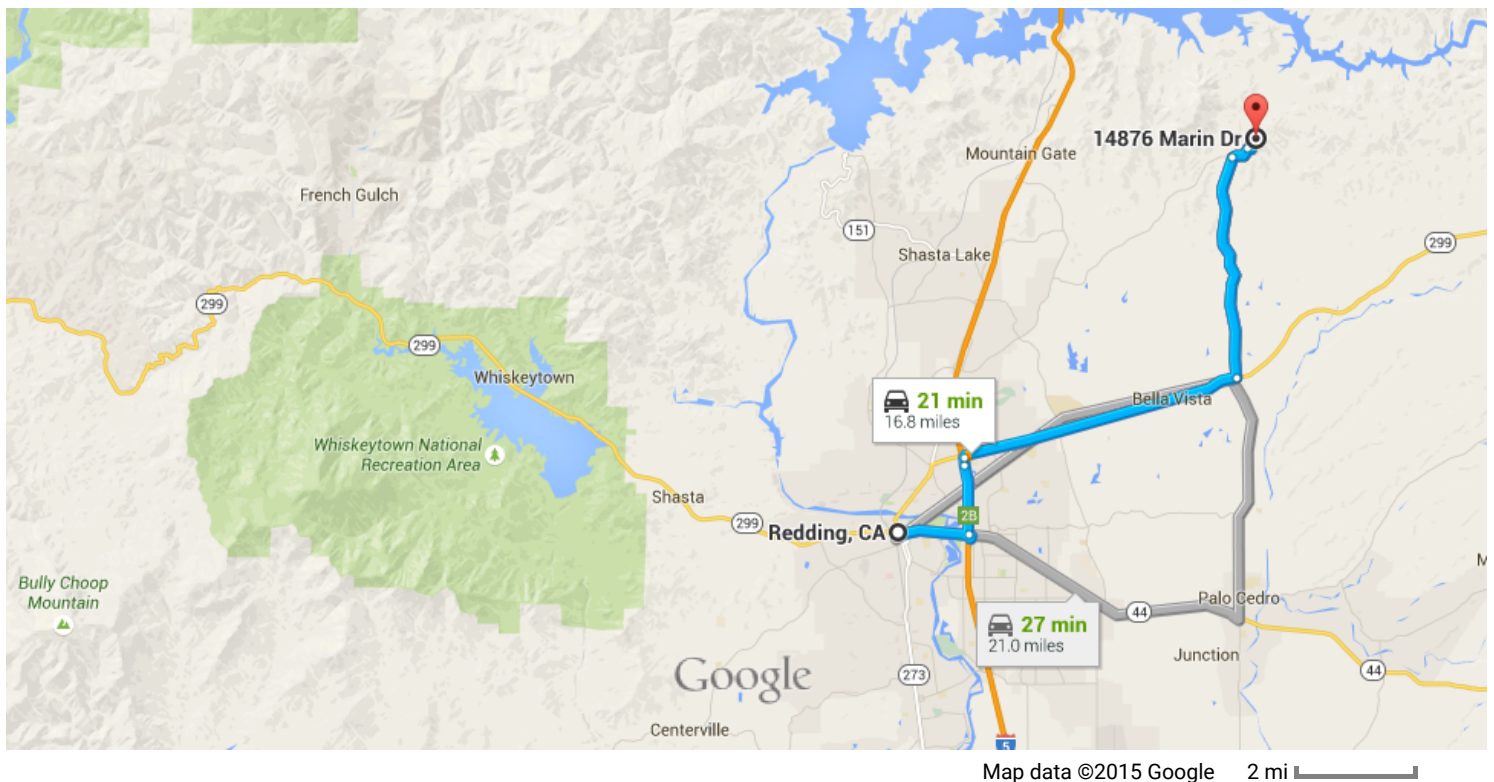 14876 Marin Dr
Mountain Gate
French Gulch
151
299
Shasta Lake
299
299
Whiskeytown
21 min
16.8 miles
Bella Vista
Whiskeytown National
Recreation Area
Shasta
2B
299
Redding, CA
Bully Choop
Mountain
Palo Cedro
44
27 min
21.0 miles
Junction
44
Google
273
Centerville
5
Map data ©2015 Google 2 mi